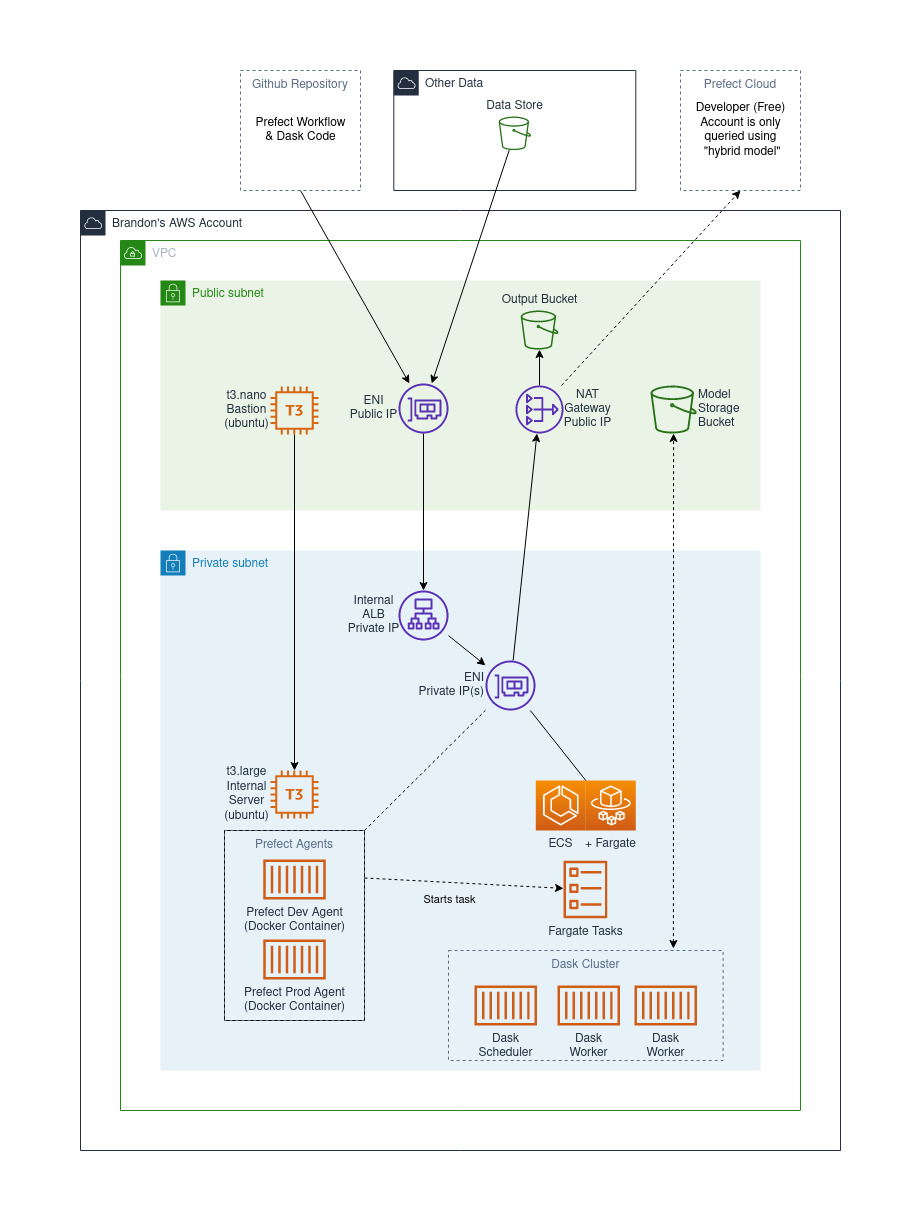 Github Repository
Prefect Workflow
& Dask Code
Other Data
Data Store
Prefect Cloud
Developer (Free)
Account is only
queried using
"hybrid model"
Brandon's AWS Account
VPC
Public subnet
Output Bucket
t3.nano
Bastion
(ubuntu)
T3
ENI
Public IP
NAT
Gateway
Public IP
Model
Storage
Bucket
Private subnet
Internal
ALB
Private IP
ENI
Private IP(s)
t3.large
Internal
Server
(ubuntu)
T3
ECS + Fargate
Prefect Agents
Prefect Dev Agent
(Docker Container)
Prefect Prod Agent
(Docker Container)
Starts task
Fargate Tasks
Dask Cluster
Dask
Scheduler
Dask
Worker
Dask
Worker